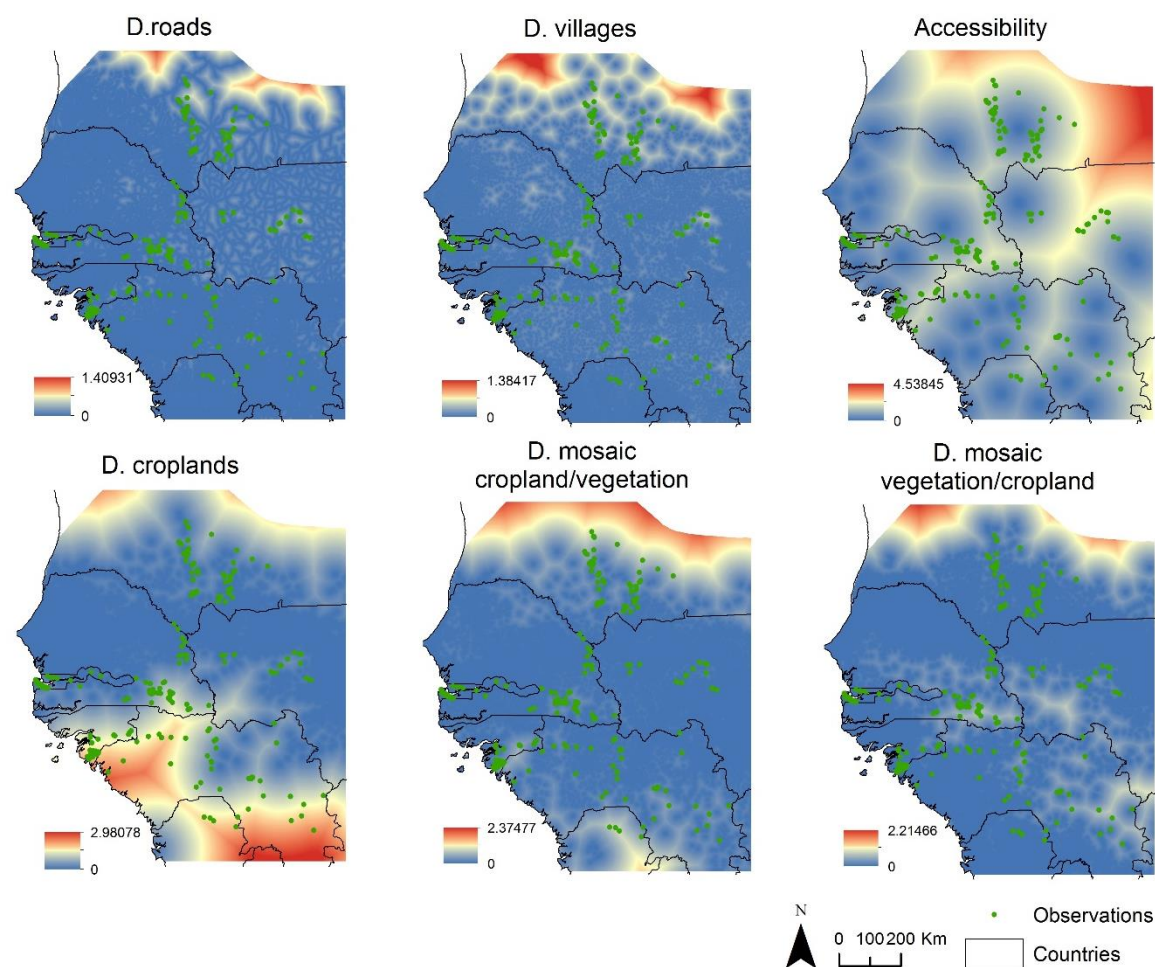 D.roads
D. villages
Accessibility
1.40931
0
1.38417
0
4.53845
0
D. croplands
D. mosaic
cropland/vegetation
D. mosaic
vegetation/cropland
2.98078
0
2.37477
0
2.21466
0
N
0 100200 Km
Observations
Countries